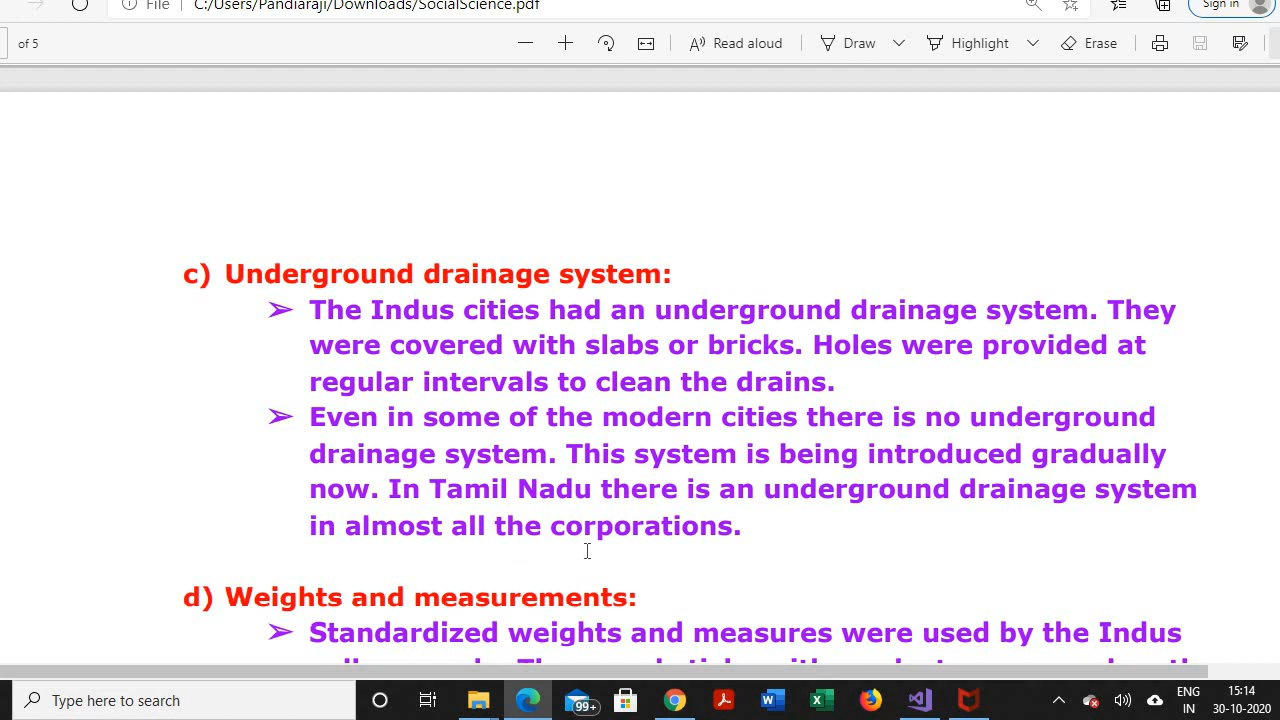 File
C:/Users/Pandiaraji/Downloads/SocialScience.pdf
Sign in
of 5
Read aloud
Draw
Highlight
Erase
c) Underground drainage system:
➢ The Indus cities had an underground drainage system. They
were covered with slabs or bricks. Holes were provided at
regular intervals to clean the drains.
➢ Even in some of the modern cities there is no underground
drainage system. This system is being introduced gradually
now. In Tamil Nadu there is an underground drainage system
in almost all the corporations.
d) Weights and measurements:
➢ Standardized weights and measures were used by the Indus
Type here to search
99+
ENG
IN
15:14
30-10-2020